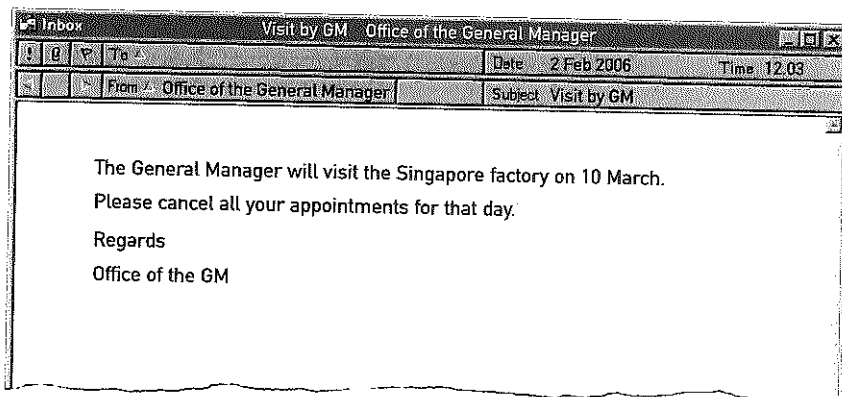 Inbox Visit by GM Office of the General Manager
! To Date 2 Feb 2006 Time 12.03
From Office of the General Manager Subject Visit by GM
The General Manager will visit the Singapore factory on 10 March.
Please cancel all your appointments for that day.
Regards
Office of the GM